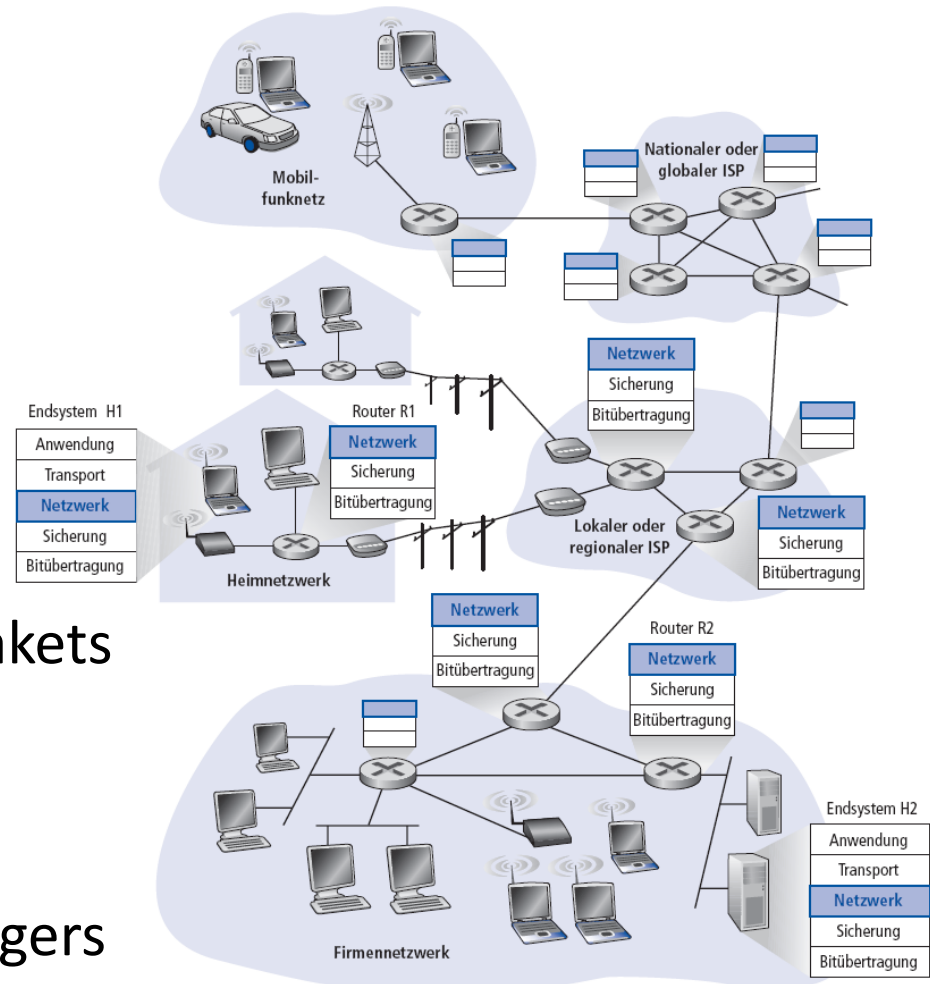 Mobil-
funknetz
Nationaler oder
globaler ISP
Netzwerk
Sicherung
Bitübertragung
Endsystem H1
Anwendung
Transport
Netzwerk
Sicherung
Bitübertragung
Router R1
Netzwerk
Sicherung
Bitübertragung
Heimnetzwerk
Lokaler oder
regionaler ISP
Netzwerk
Sicherung
Bitübertragung
Netzwerk
Sicherung
Bitübertragung
Router R2
Netzwerk
Sicherung
Bitübertragung
kets
Endsystem H2
Anwendung
Transport
Netzwerk
Sicherung
Bitübertragung
gers
Firmennetzwerk